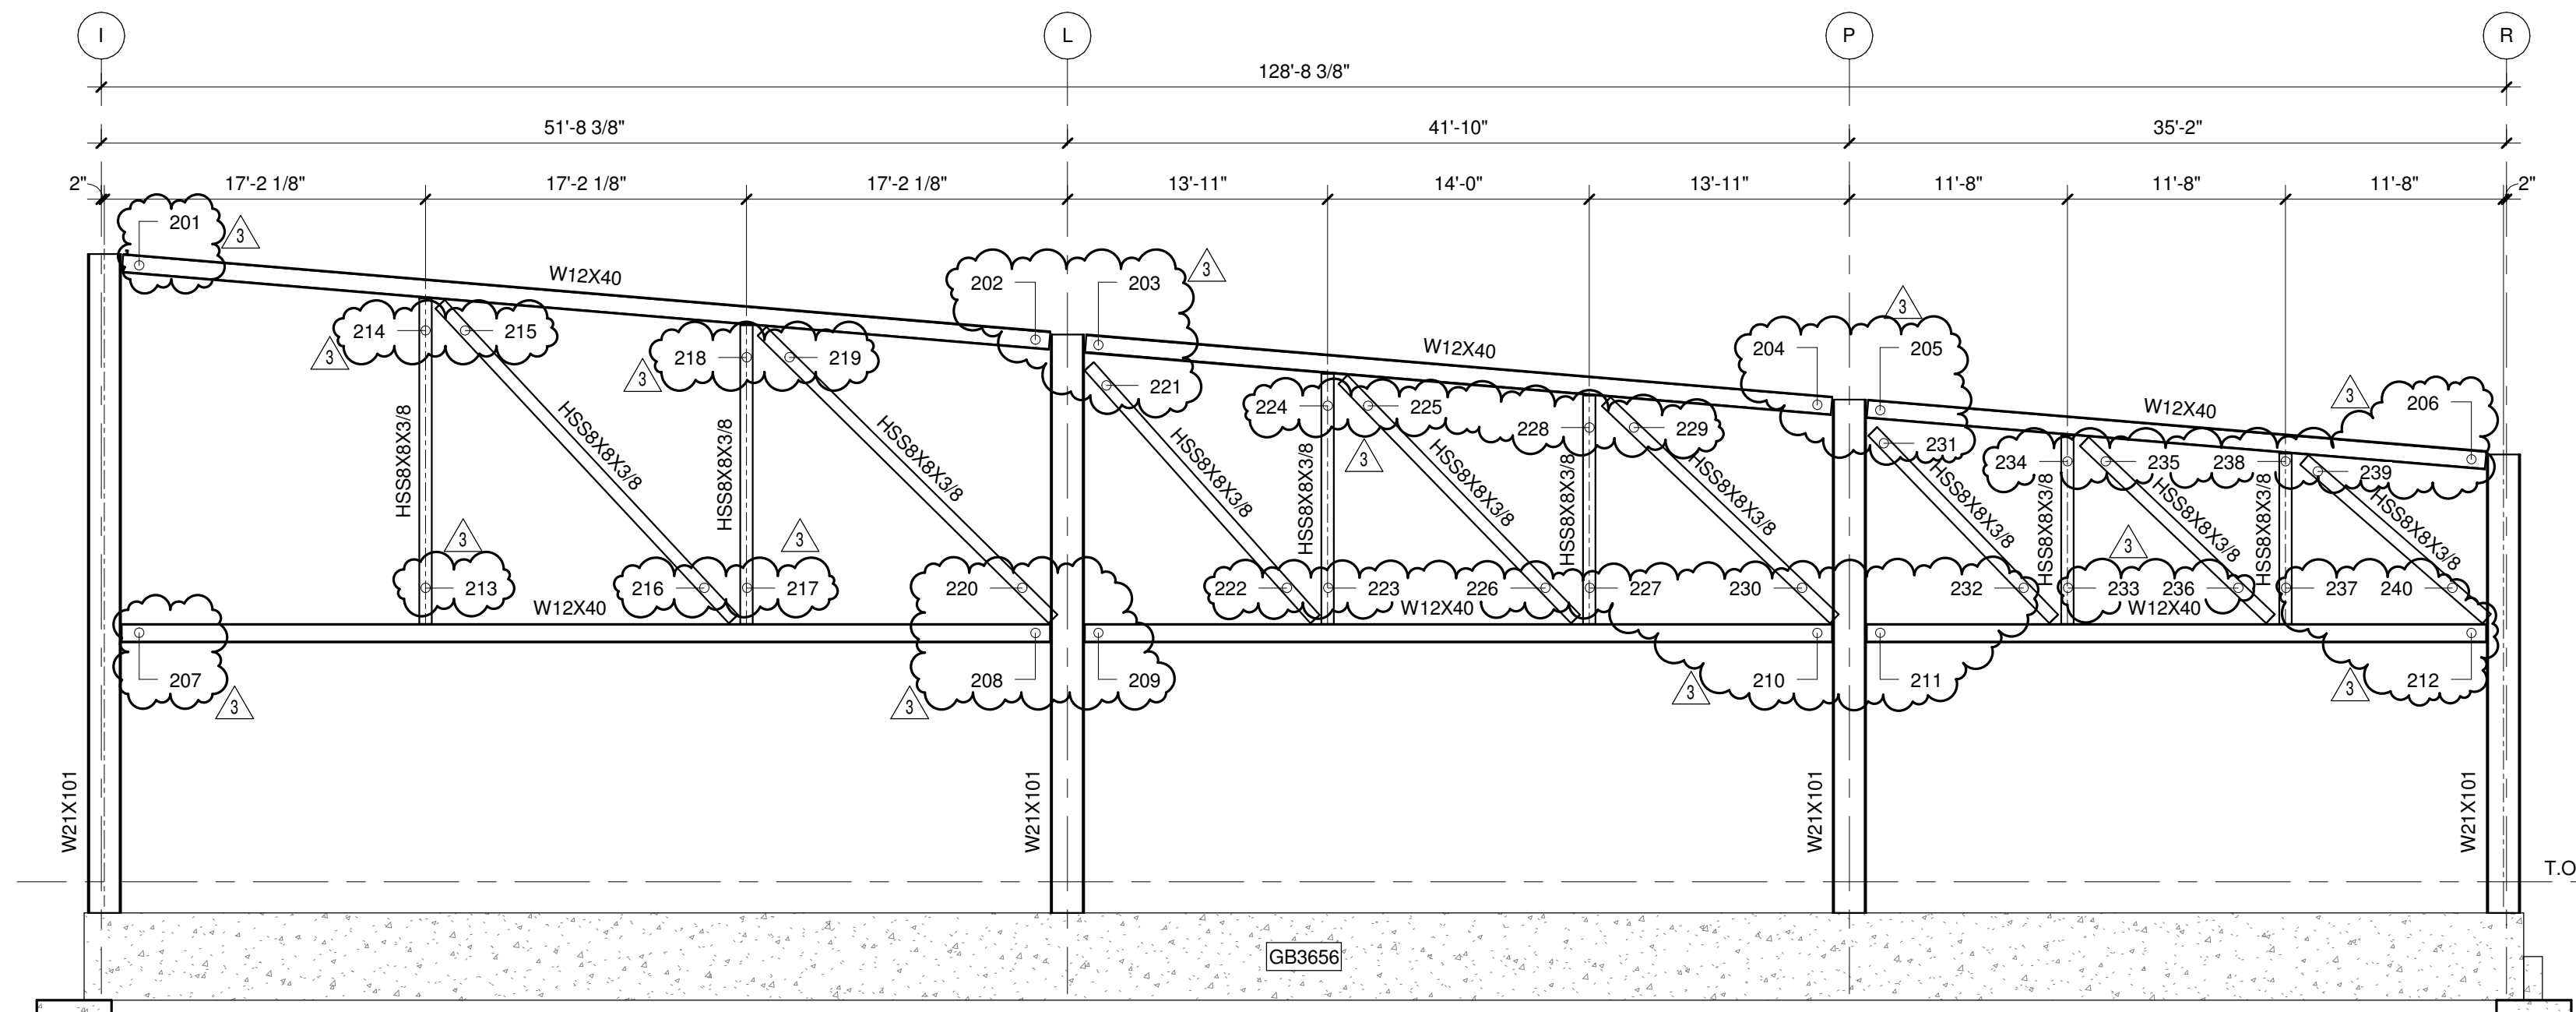 I L P R
128'-8 3/8"
51'-8 3/8" 41'-10" 35'-2"
2" 17'-2 1/8" 17'-2 1/8" 17'-2 1/8" 13'-11" 14'-0" 13'-11" 11'-8" 11'-8" 11'-8" 2"
201 3
W12X40
202 203 3
214 215 3
218 219 3
221
W12X40
204 205 3
224 225 3
228 229
231
W12X40
206 3
234 235 238 239
HSS8X8X3/8
HSS8X8X3/8
HSS8X8X3/8
HSS8X8X3/8
HSS8X8X3/8
HSS8X8X3/8
HSS8X8X3/8
HSS8X8X3/8
HSS8X8X3/8
HSS8X8X3/8
HSS8X8X3/8
HSS8X8X3/8
HSS8X8X3/8
HSS8X8X3/8
3 3 3
213 216 217 220 222 223 226 227 230 232 233 236 237 240
W12X40 W12X40 W12X40
207 3
208 209 3
210 211 3
212 3
W21X101 W21X101 W21X101 W21X101
T.O
GB3656